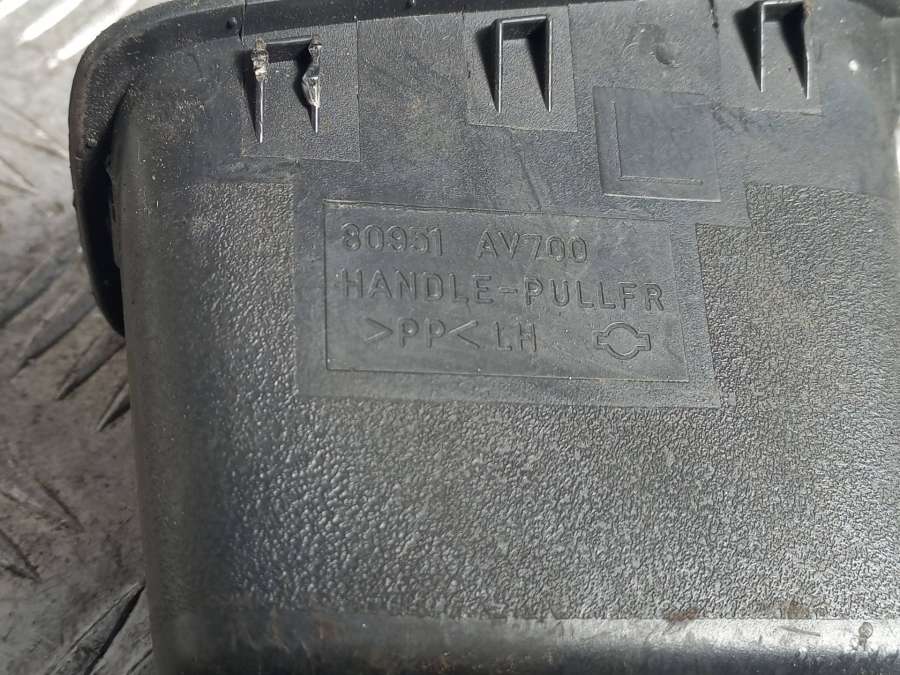 80951 AV700
HANDLE-PULLFR
>PP< LH